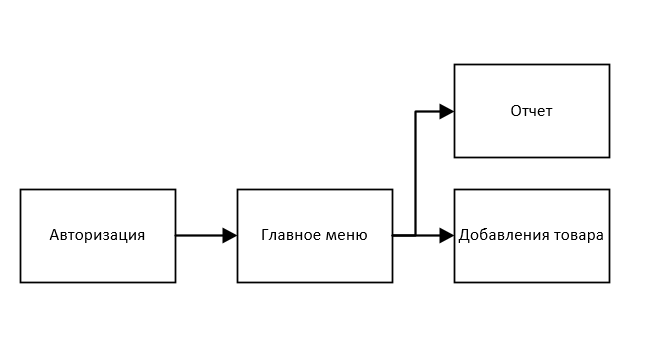 Отчет
Авторизация
Главное меню
Добавления товара